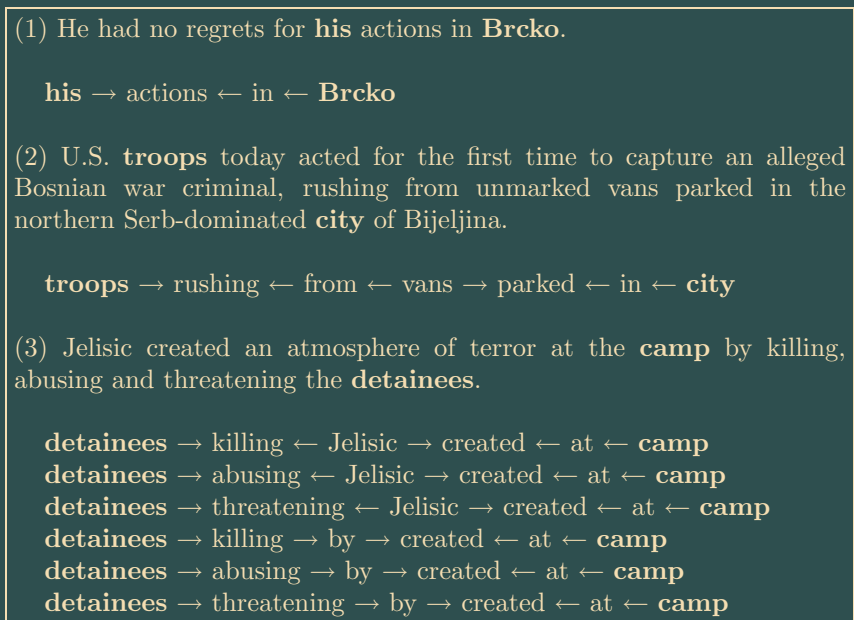 (1) He had no regrets for his actions in Brcko.
his → actions ← in ← Brcko
(2) U.S. troops today acted for the first time to capture an alleged
Bosnian war criminal, rushing from unmarked vans parked in the
northern Serb-dominated city of Bijeljina.
troops → rushing ← from ← vans → parked ← in ← city
(3) Jelisic created an atmosphere of terror at the camp by killing,
abusing and threatening the detainees.
detainees → killing ← Jelisic → created ← at ← camp
detainees → abusing ← Jelisic → created ← at ← camp
detainees → threatening ← Jelisic → created ← at ← camp
detainees → killing → by → created ← at ← camp
detainees → abusing → by → created ← at ← camp
detainees → threatening → by → created ← at ← camp